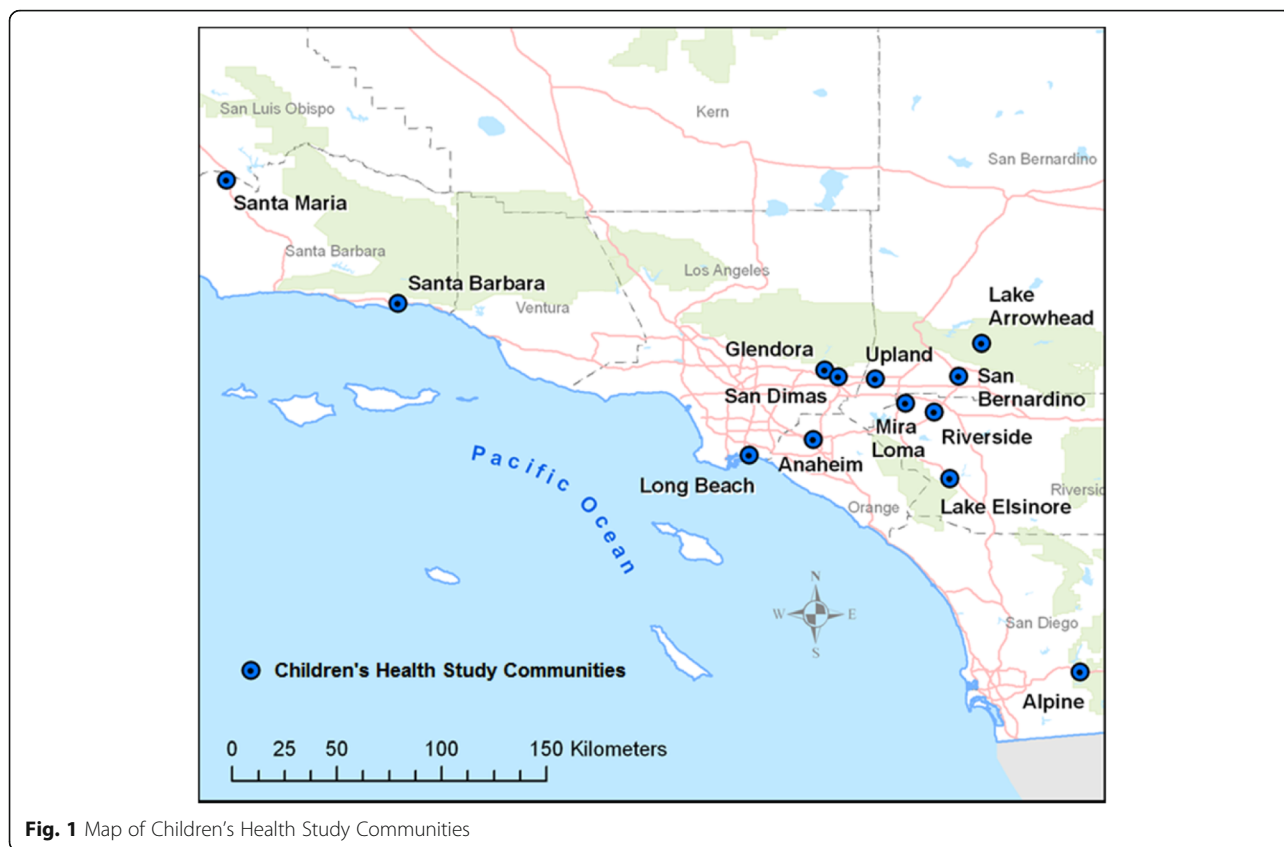 San Luis Obispo
Kern
San Bernardino
Santa Maria
Santa Barbara
Santa Barbara
Ventura
Los Angeles
Lake
Arrowhead
Glendora
Upland
San Dimas
San
Bernardino
Mira
Loma
Riverside
Anaheim
Long Beach
Lake Elsinore
Riversid
Orange
Pacific Ocean
N
W
E
S
San Diego
Alpine
Children's Health Study Communities
0 25 50 100 150 Kilometers
Fig. 1 Map of Children's Health Study Communities